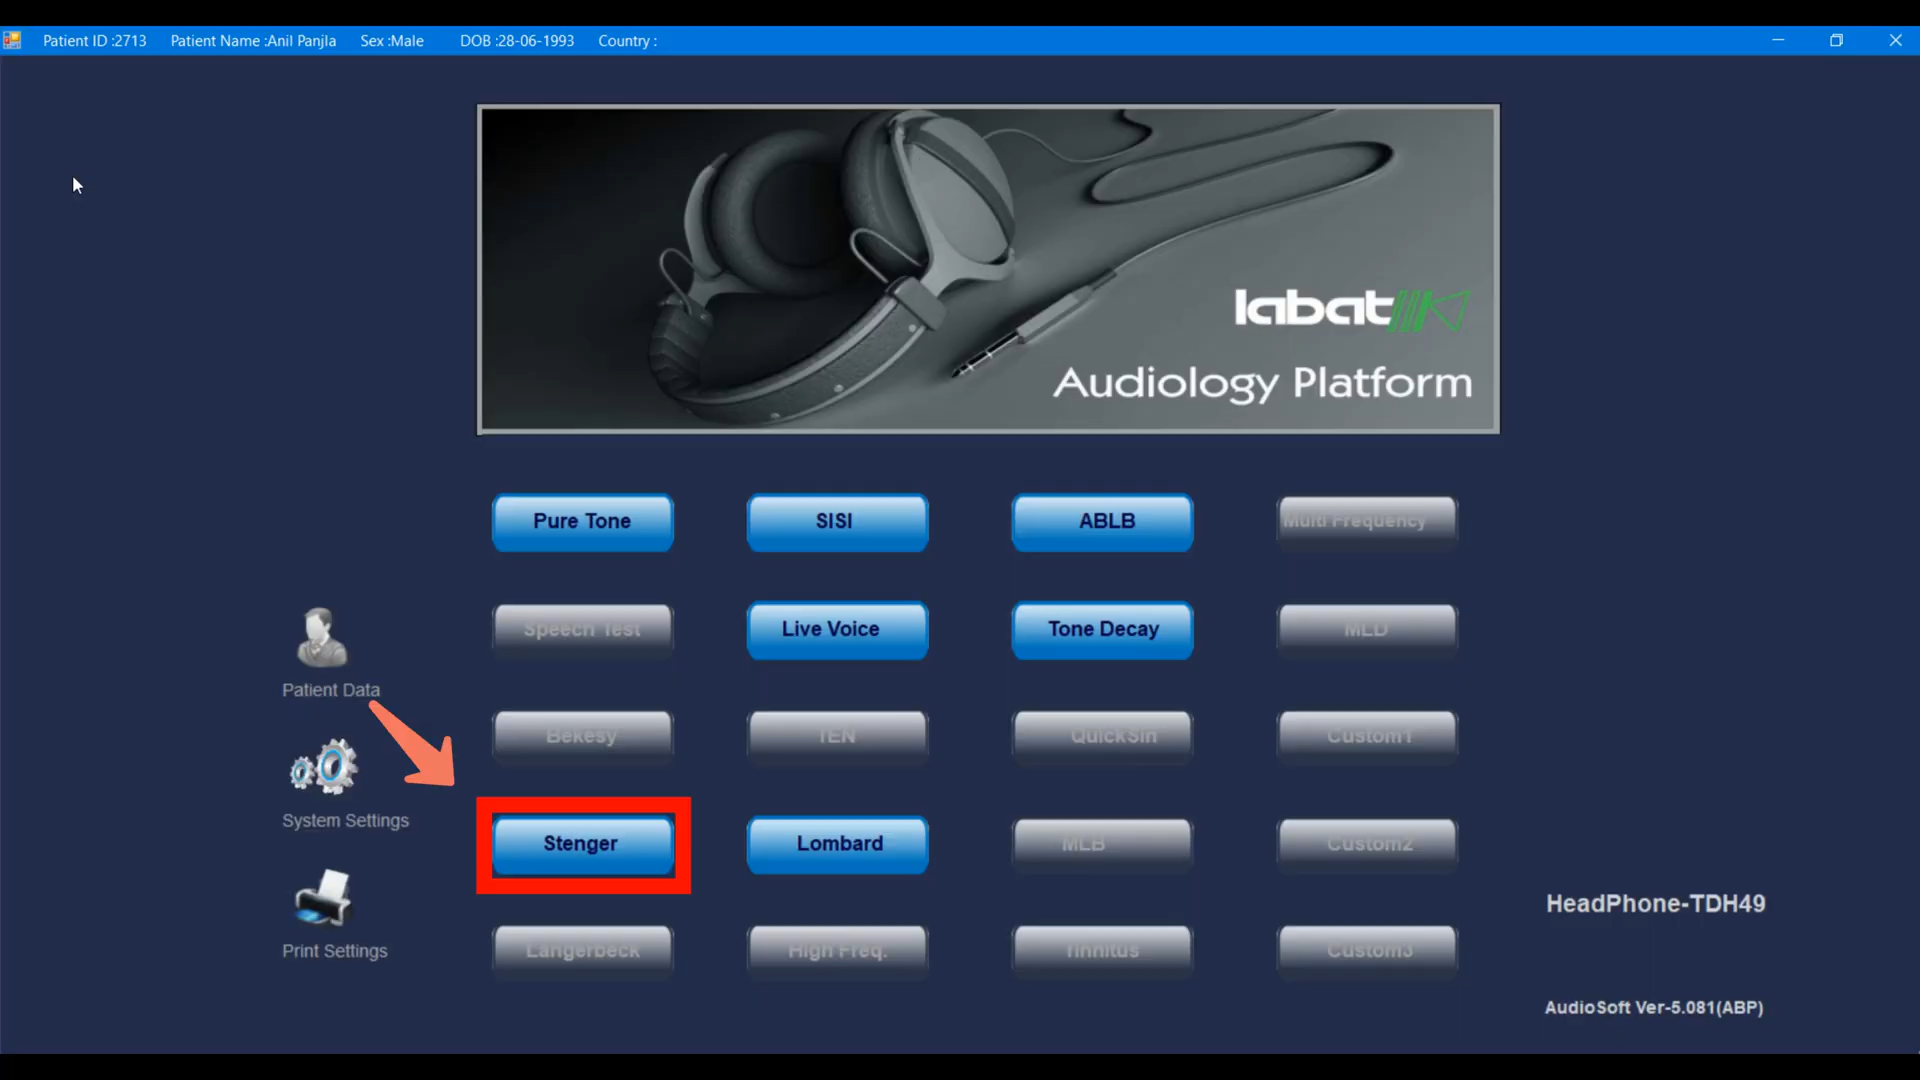 Patient ID :2713 Patient Name :Anil Panjla Sex :Male DOB :28-06-1993 Country :
labat
Audiology Platform
Pure Tone SISI ABLB Multi Frequency
Speech Test Live Voice Tone Decay MLD
Patient Data
Bekesy TEN QuickSin Custom1
System Settings
Stenger Lombard MLB Custom2
HeadPhone-TDH49
Print Settings
Langerbeck High Freq. Tinnitus Custom3
AudioSoft Ver-5.081(ABP)